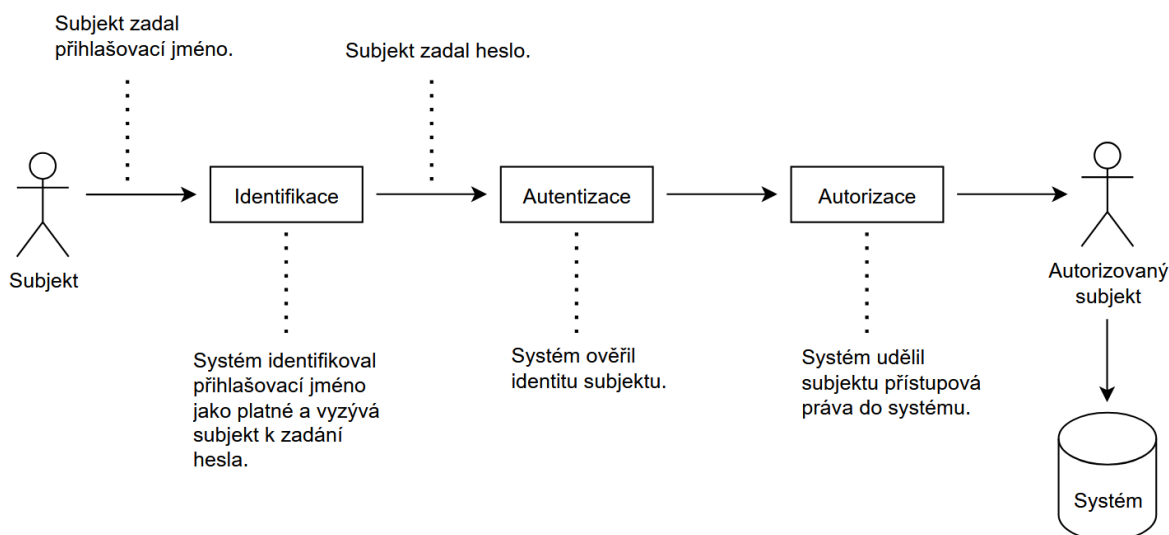 Subjekt zadal
přihlašovací jméno.
Subjekt zadal heslo.
Identifikace
Autentizace
Autorizace
Subjekt
Autorizovaný
subjekt
Systém identifikoval
přihlašovací jméno
jako platné a vyzývá
subjekt k zadání
hesla.
Systém ověřil
identitu subjektu.
Systém udělil
subjektu přístupová
práva do systému.
Systém